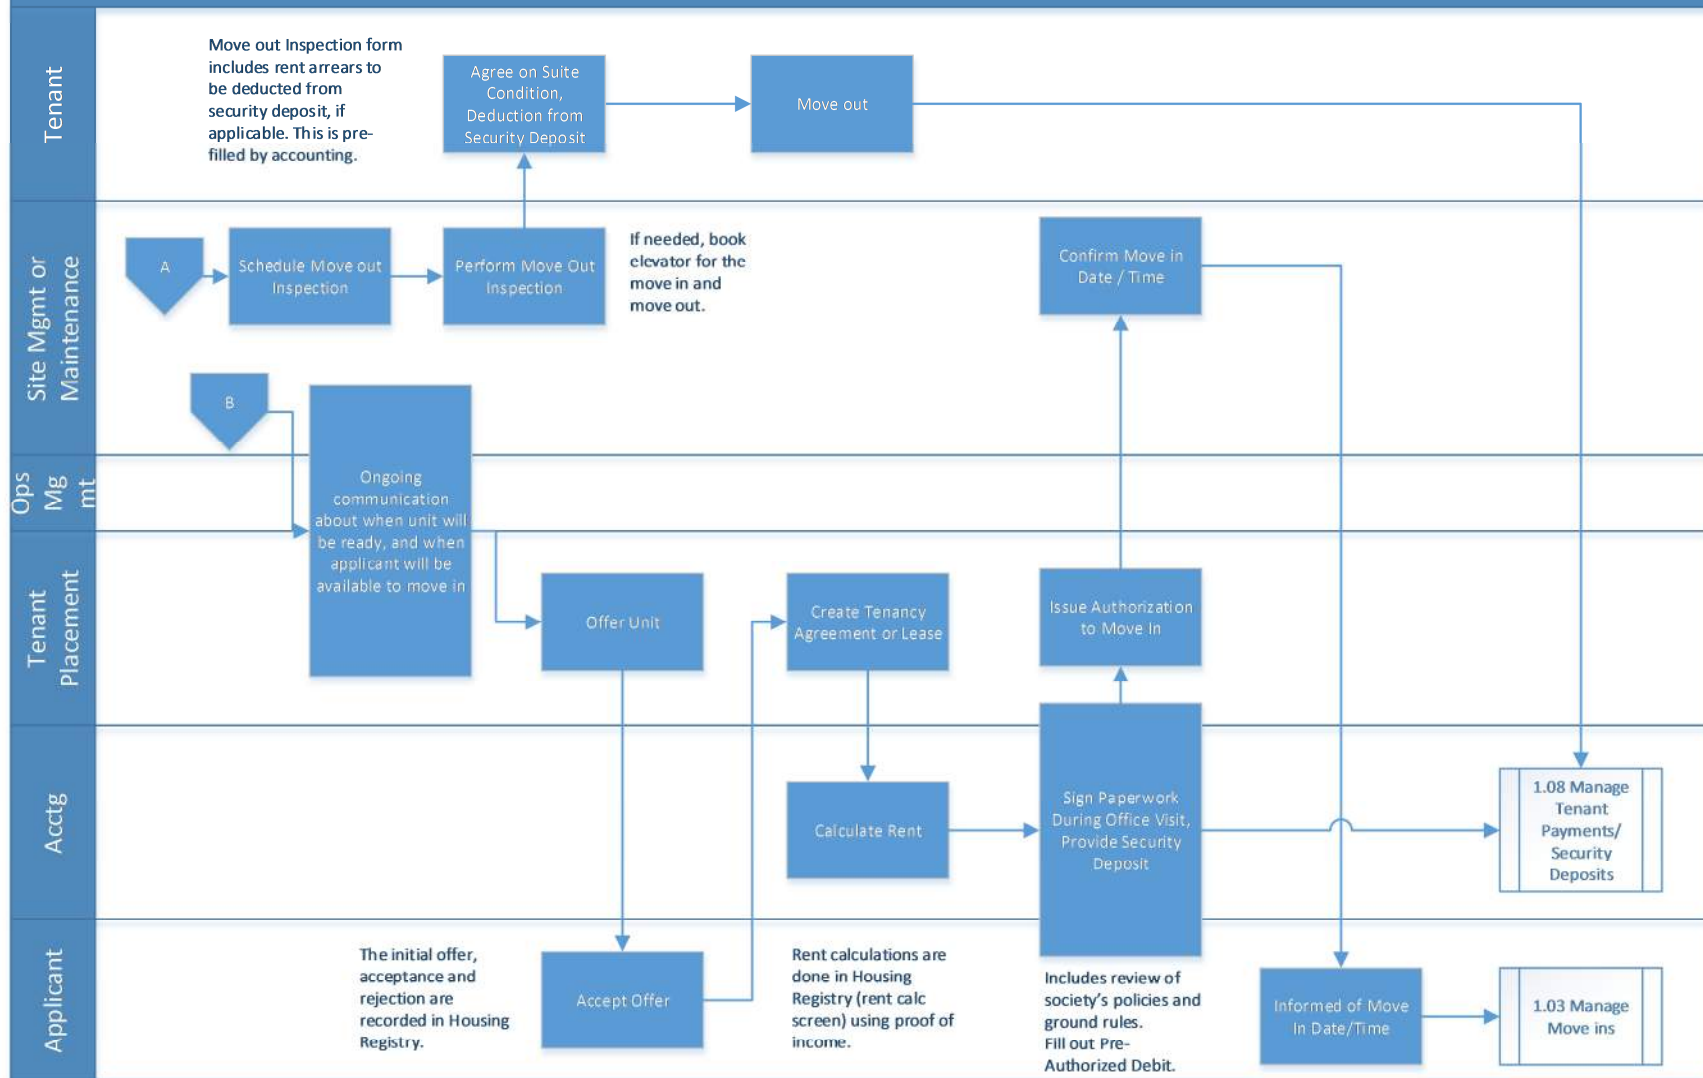 Tenant
Move out Inspection form
includes rent arrears to
be deducted from
security deposit, if
applicable. This is pre-
filled by accounting.
Agree on Suite
Condition,
Deduction from
Security Deposit
Move out
Site Mgmt or
Maintenance
A
Schedule Move out
Inspection
Perform Move Out
Inspection
If needed, book
elevator for the
move in and
move out.
Confirm Move in
Date / Time
B
Ops
Mg
mt
Ongoing
communication
about when unit will
be ready, and when
applicant will be
available to move in
Tenant
Placement
Offer Unit
Create Tenancy
Agreement or Lease
Issue Authorization
to Move In
Acctg
Calculate Rent
Sign Paperwork
During Office Visit,
Provide Security
Deposit
1.08 Manage
Tenant
Payments/
Security
Deposits
Applicant
The initial offer,
acceptance and
rejection are
recorded in Housing
Registry.
Accept Offer
Rent calculations are
done in Housing
Registry (rent calc
screen) using proof of
income.
Includes review of
society's policies and
ground rules.
Fill out Pre-
Authorized Debit.
Informed of Move
In Date/Time
1.03 Manage
Move ins